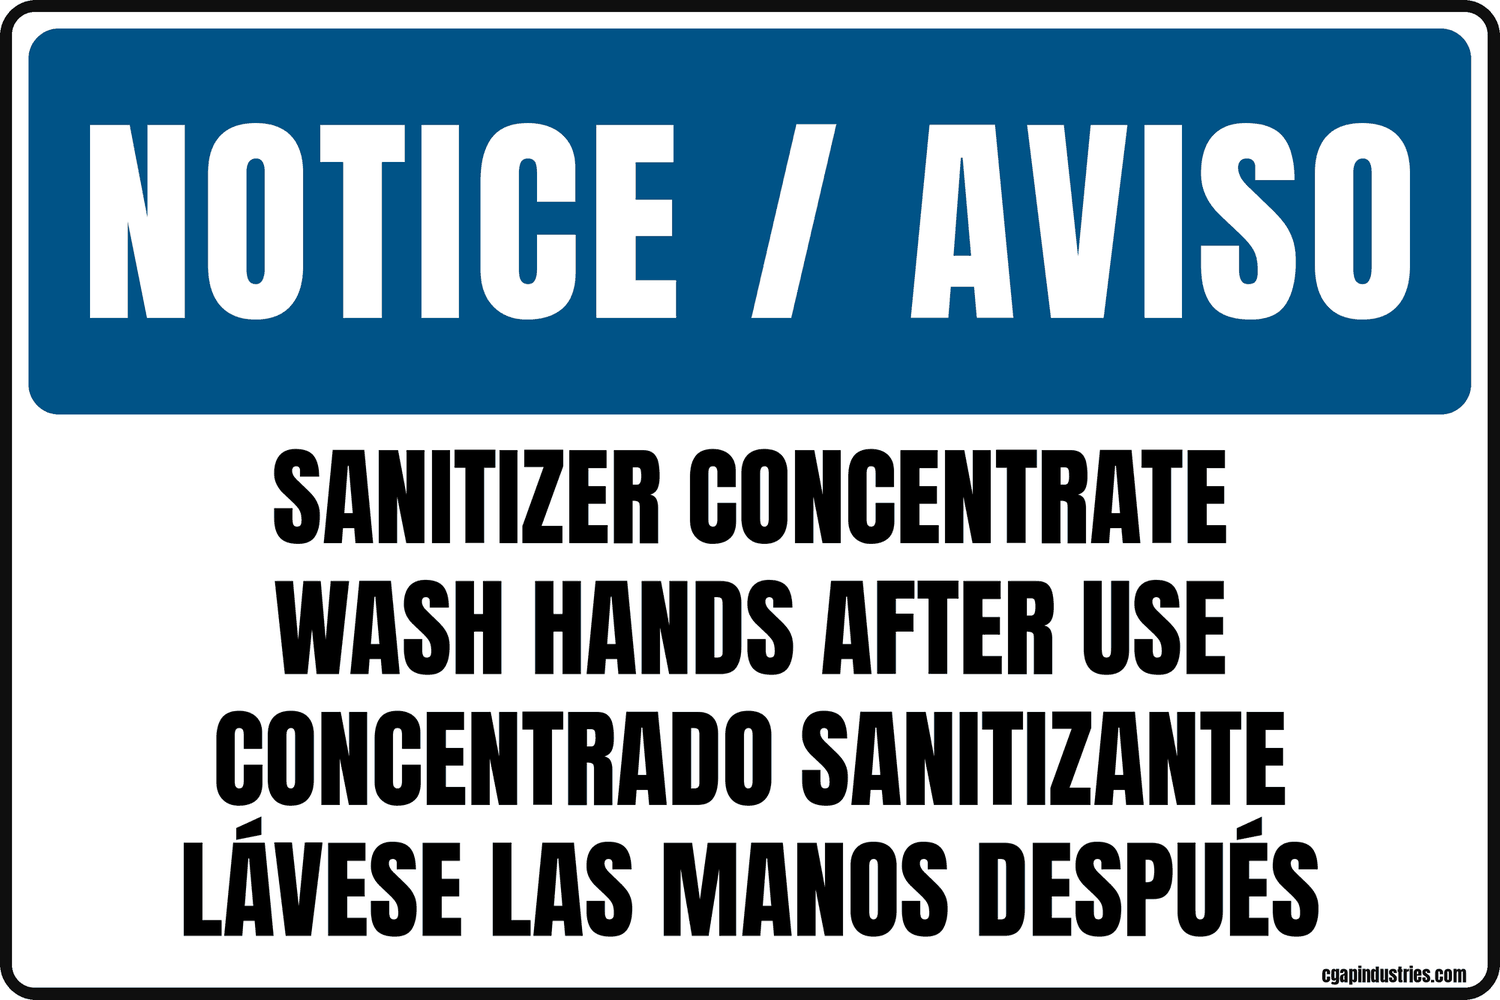 NOTICE / AVISO
SANITIZER CONCENTRATE
WASH HANDS AFTER USE
CONCENTRADO SANITIZANTE
LÁVESE LAS MANOS DESPUÉS
cgapindustries.com